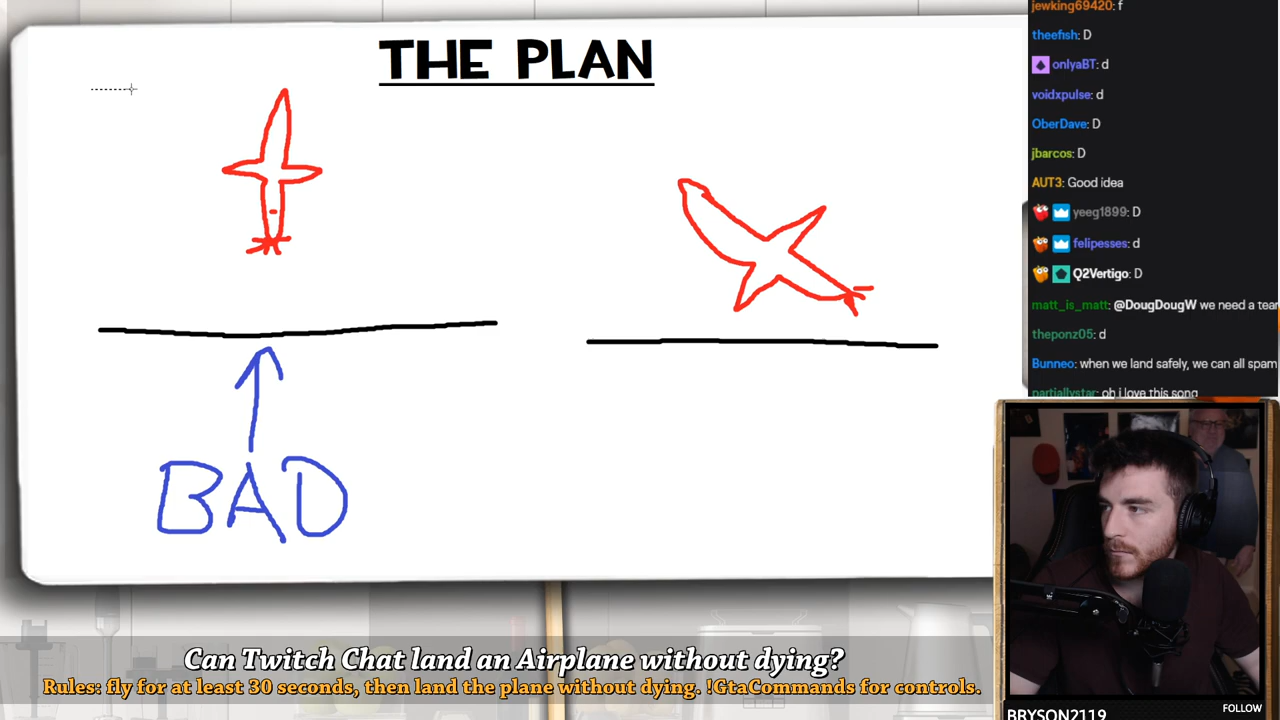 THE PLAN
BAD
jewking69420: f
theefish: D
onlyaBT: d
voidxpulse: d
OberDave: D
jbarcos: D
AUT3: Good idea
yeeg1899: D
felipesses: d
Q2Vertigo: D
matt_is_matt: @DougDougW we need a tear
theponz05: d
Bunneo: when we land safely, we can all spam
partiallystar: oh i love this song
Can Twitch Chat land an Airplane without dying?
Rules: fly for at least 30 seconds, then land the plane without dying. !GtaCommands for controls.
BRYSON2119
FOLLOW